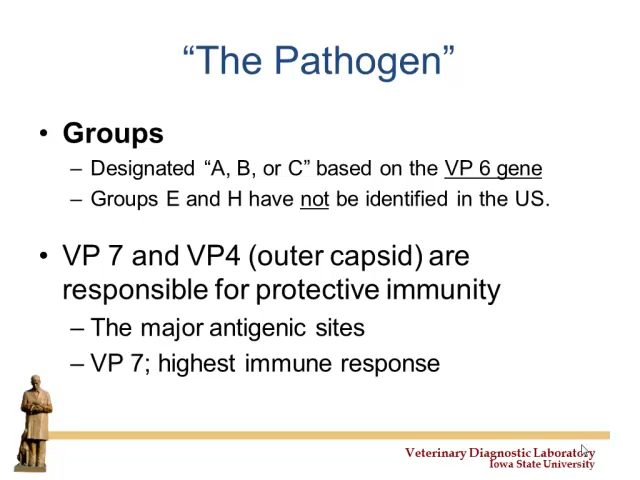 “The Pathogen”
• Groups
– Designated “A, B, or C” based on the VP 6 gene
– Groups E and H have not be identified in the US.
• VP 7 and VP4 (outer capsid) are
responsible for protective immunity
– The major antigenic sites
– VP 7; highest immune response
Veterinary Diagnostic Laboratory
Iowa State University